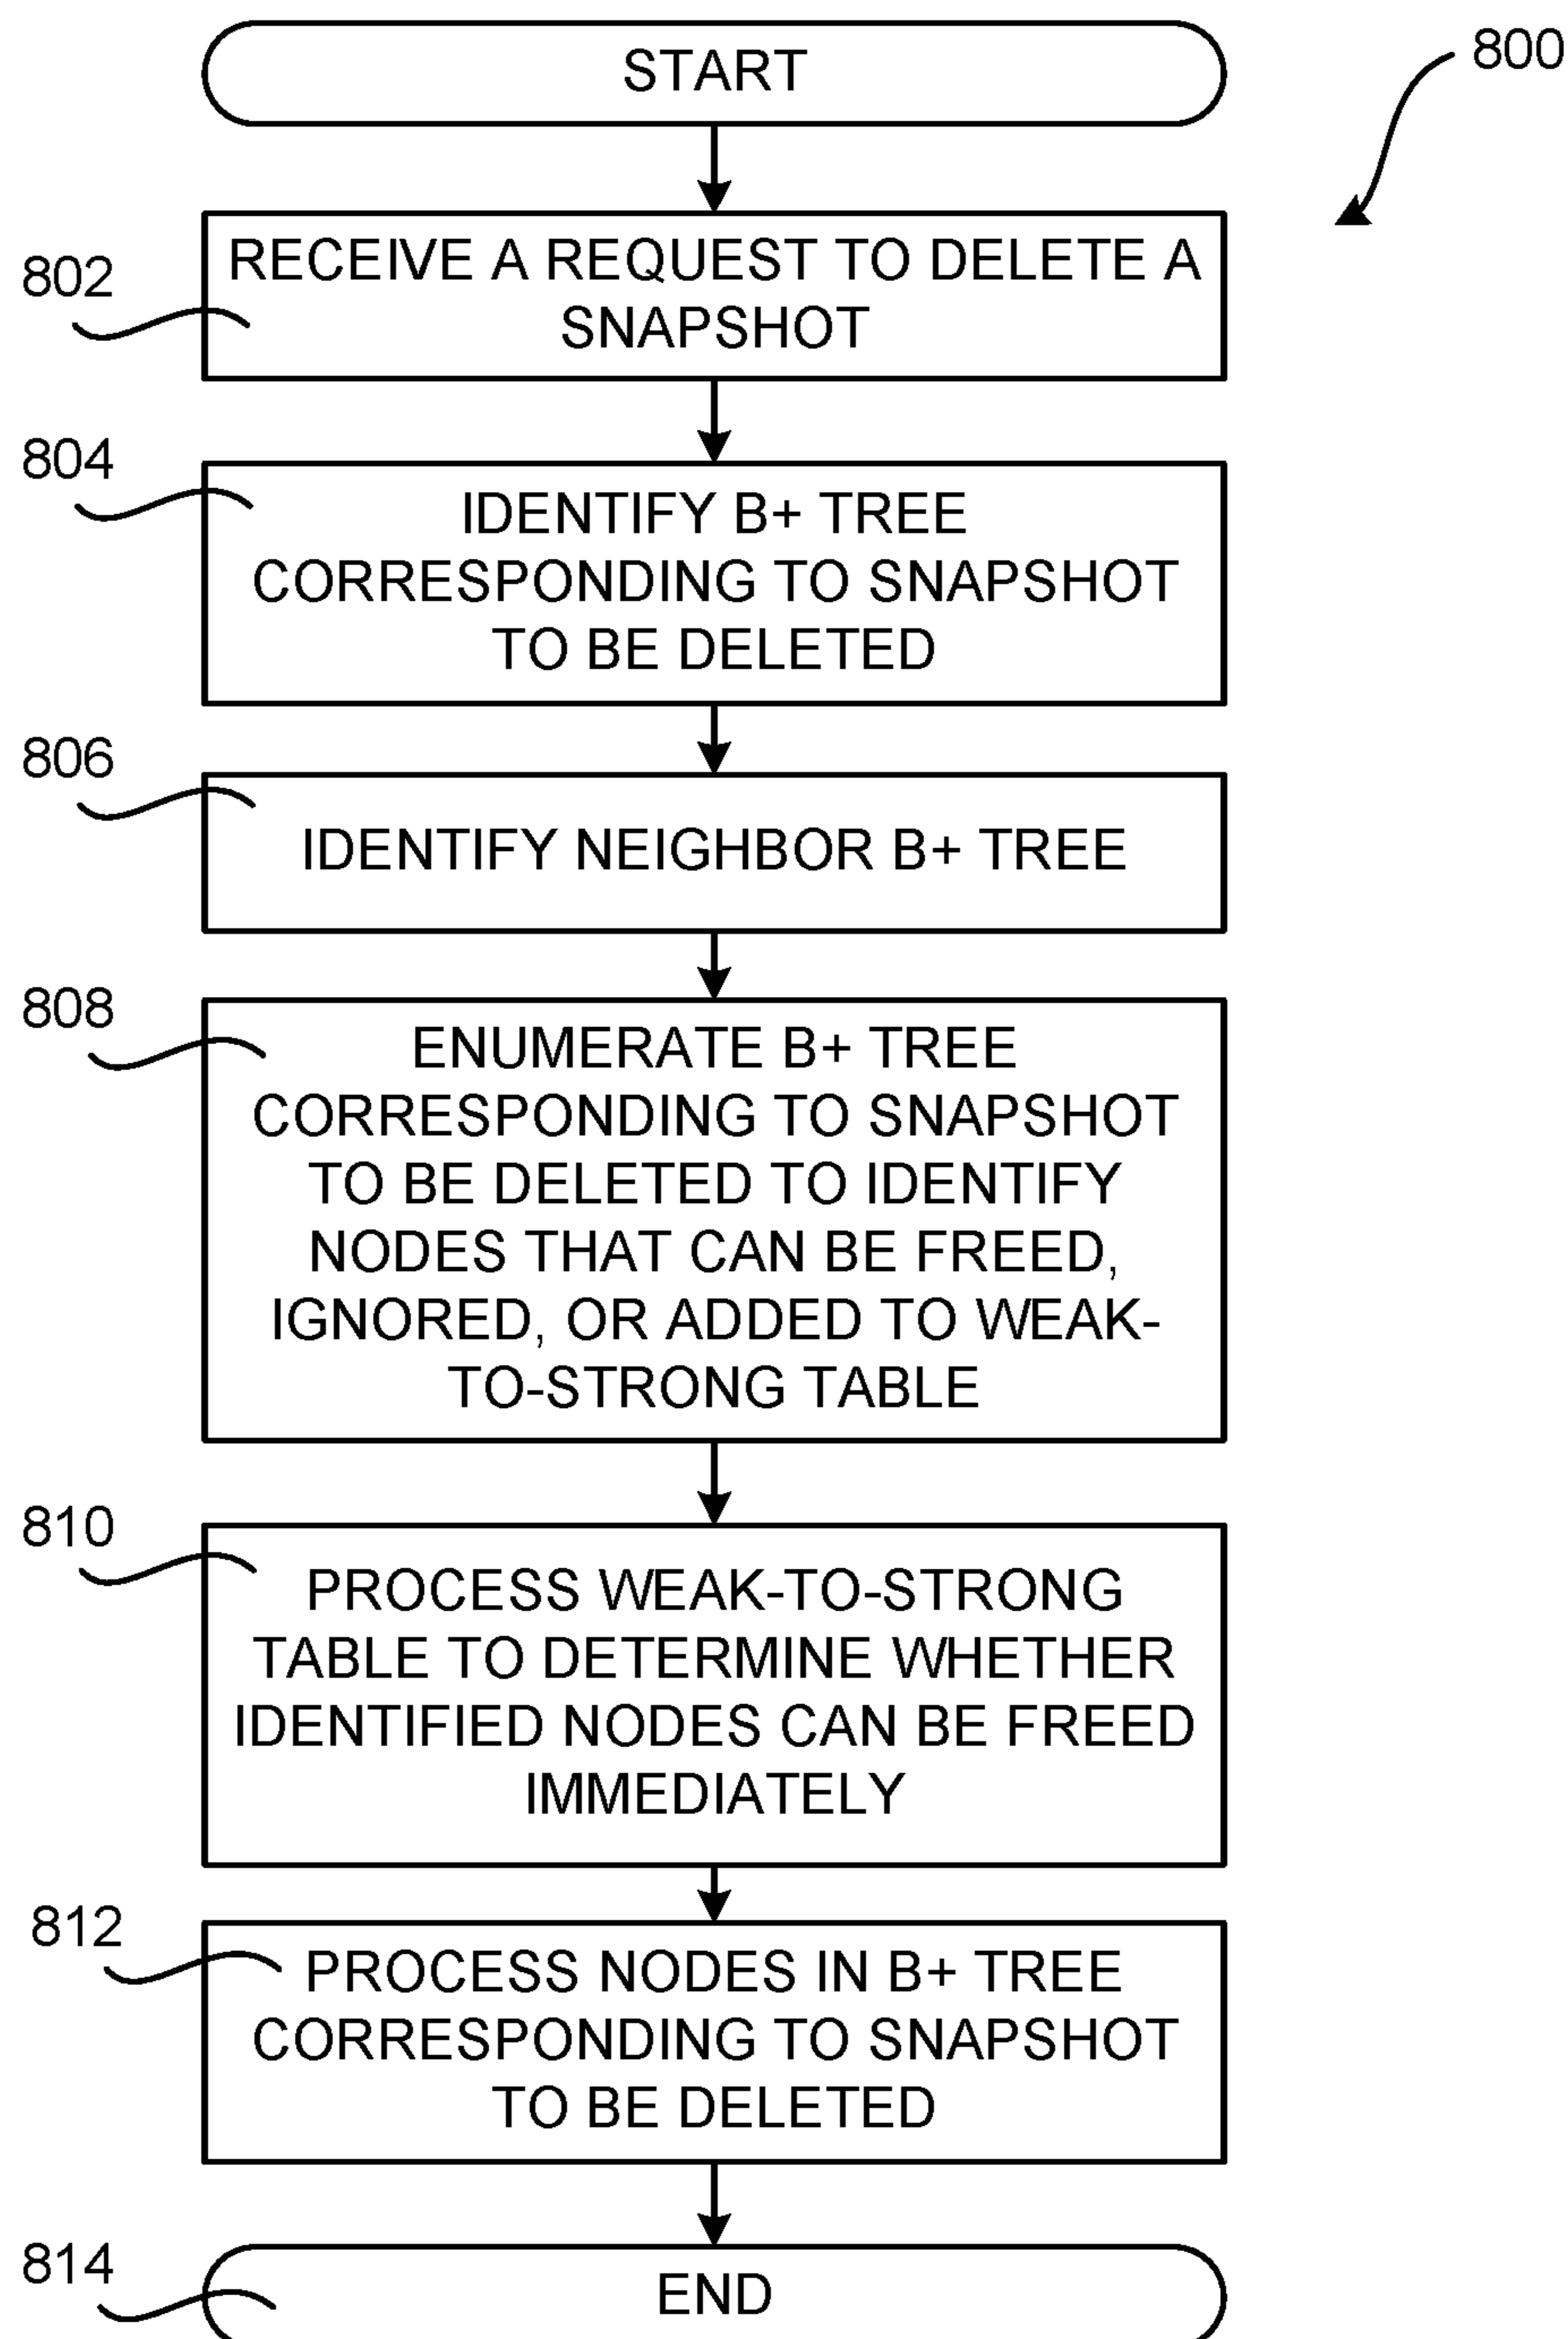 START
800
802
RECEIVE A REQUEST TO DELETE A
SNAPSHOT
804
IDENTIFY B+ TREE
CORRESPONDING TO SNAPSHOT
TO BE DELETED
806
IDENTIFY NEIGHBOR B+ TREE
808
ENUMERATE B+ TREE
CORRESPONDING TO SNAPSHOT
TO BE DELETED TO IDENTIFY
NODES THAT CAN BE FREED,
IGNORED, OR ADDED TO WEAK-
TO-STRONG TABLE
810
PROCESS WEAK-TO-STRONG
TABLE TO DETERMINE WHETHER
IDENTIFIED NODES CAN BE FREED
IMMEDIATELY
812
PROCESS NODES IN B+ TREE
CORRESPONDING TO SNAPSHOT
TO BE DELETED
814
END